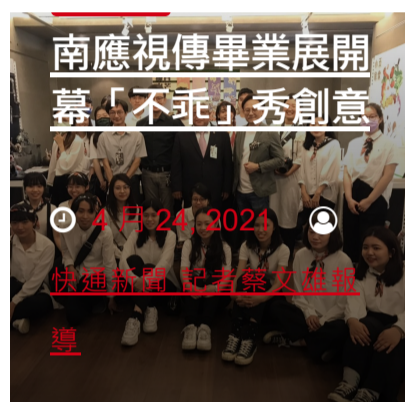 南應視傳畢業展開
幕「不乖」秀創意
4 月 24, 2021
快通新聞 記者蔡文雄報
導